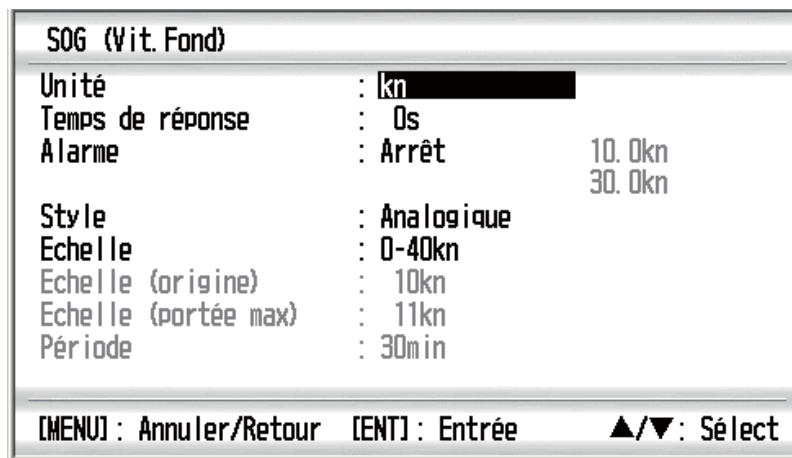 SOG (Vit.Fond)
Unité : kn
Temps de réponse : 0s
Alarme : Arrêt 10.0kn
30.0kn
Style : Analogique
Echelle : 0-40kn
Echelle (origine) : 10kn
Echelle (portée max) : 11kn
Période : 30min
[MENU] : Annuler/Retour [ENT] : Entrée ▲/▼ : Sélect